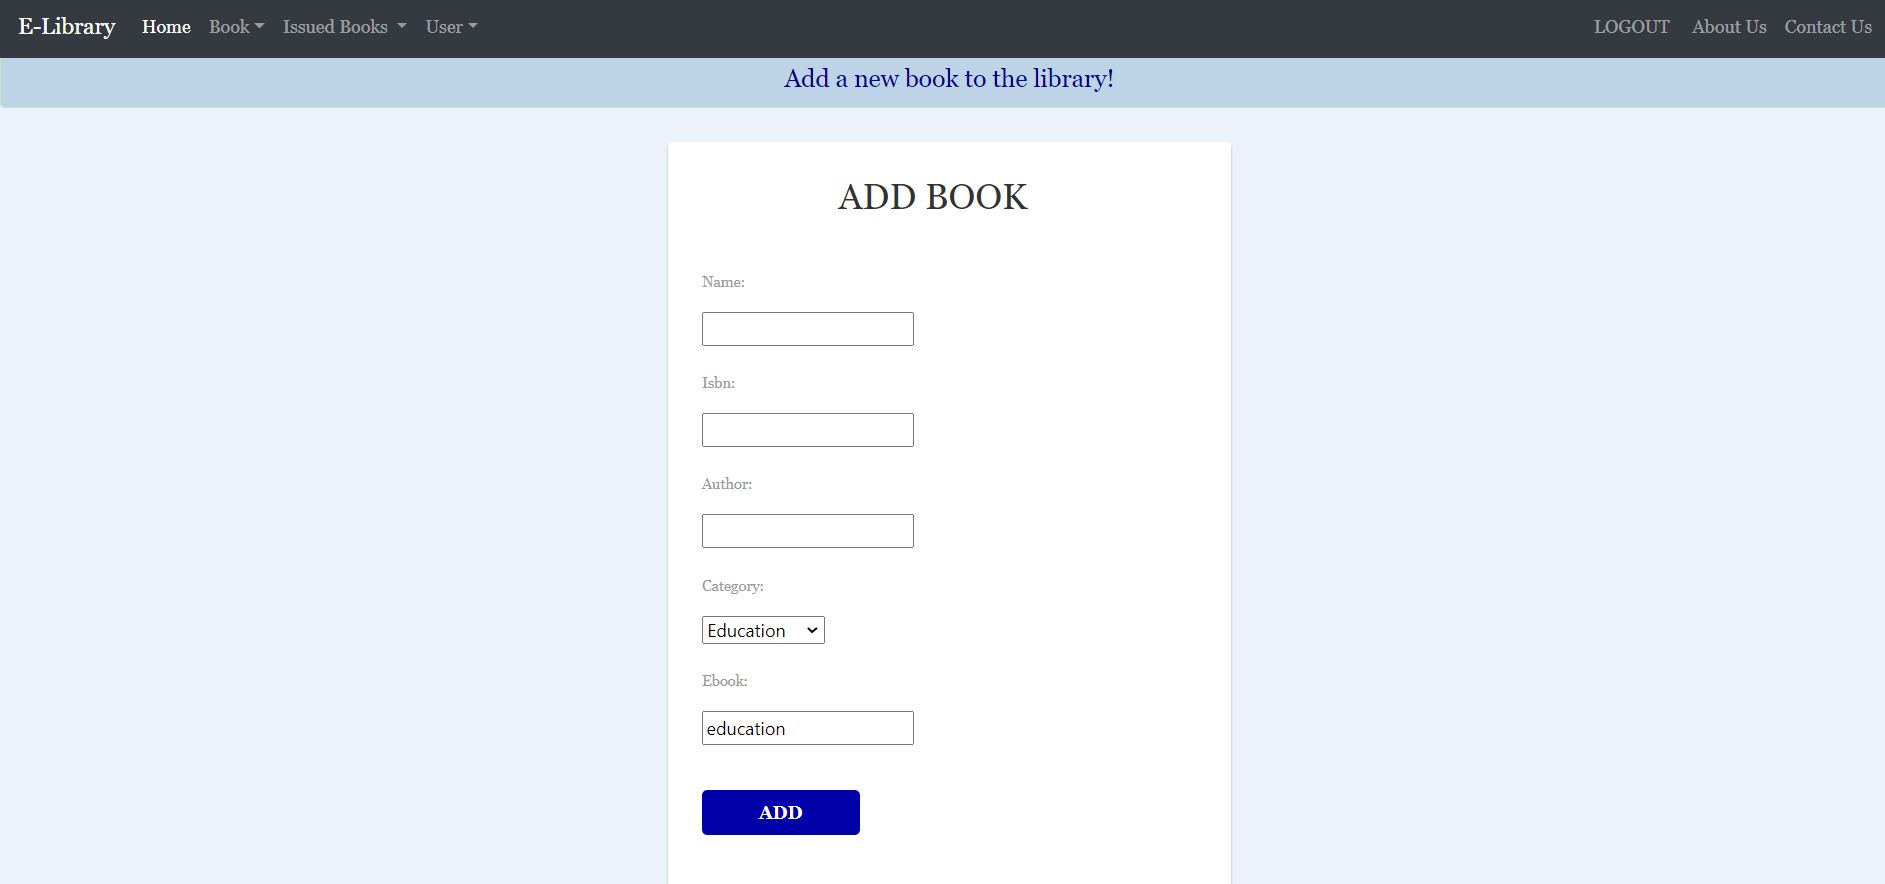 E-Library Home Book Issued Books User LOGOUT About Us Contact Us
Add a new book to the library!
ADD BOOK
Name:
Isbn:
Author:
Category:
Education
Ebook:
education
ADD